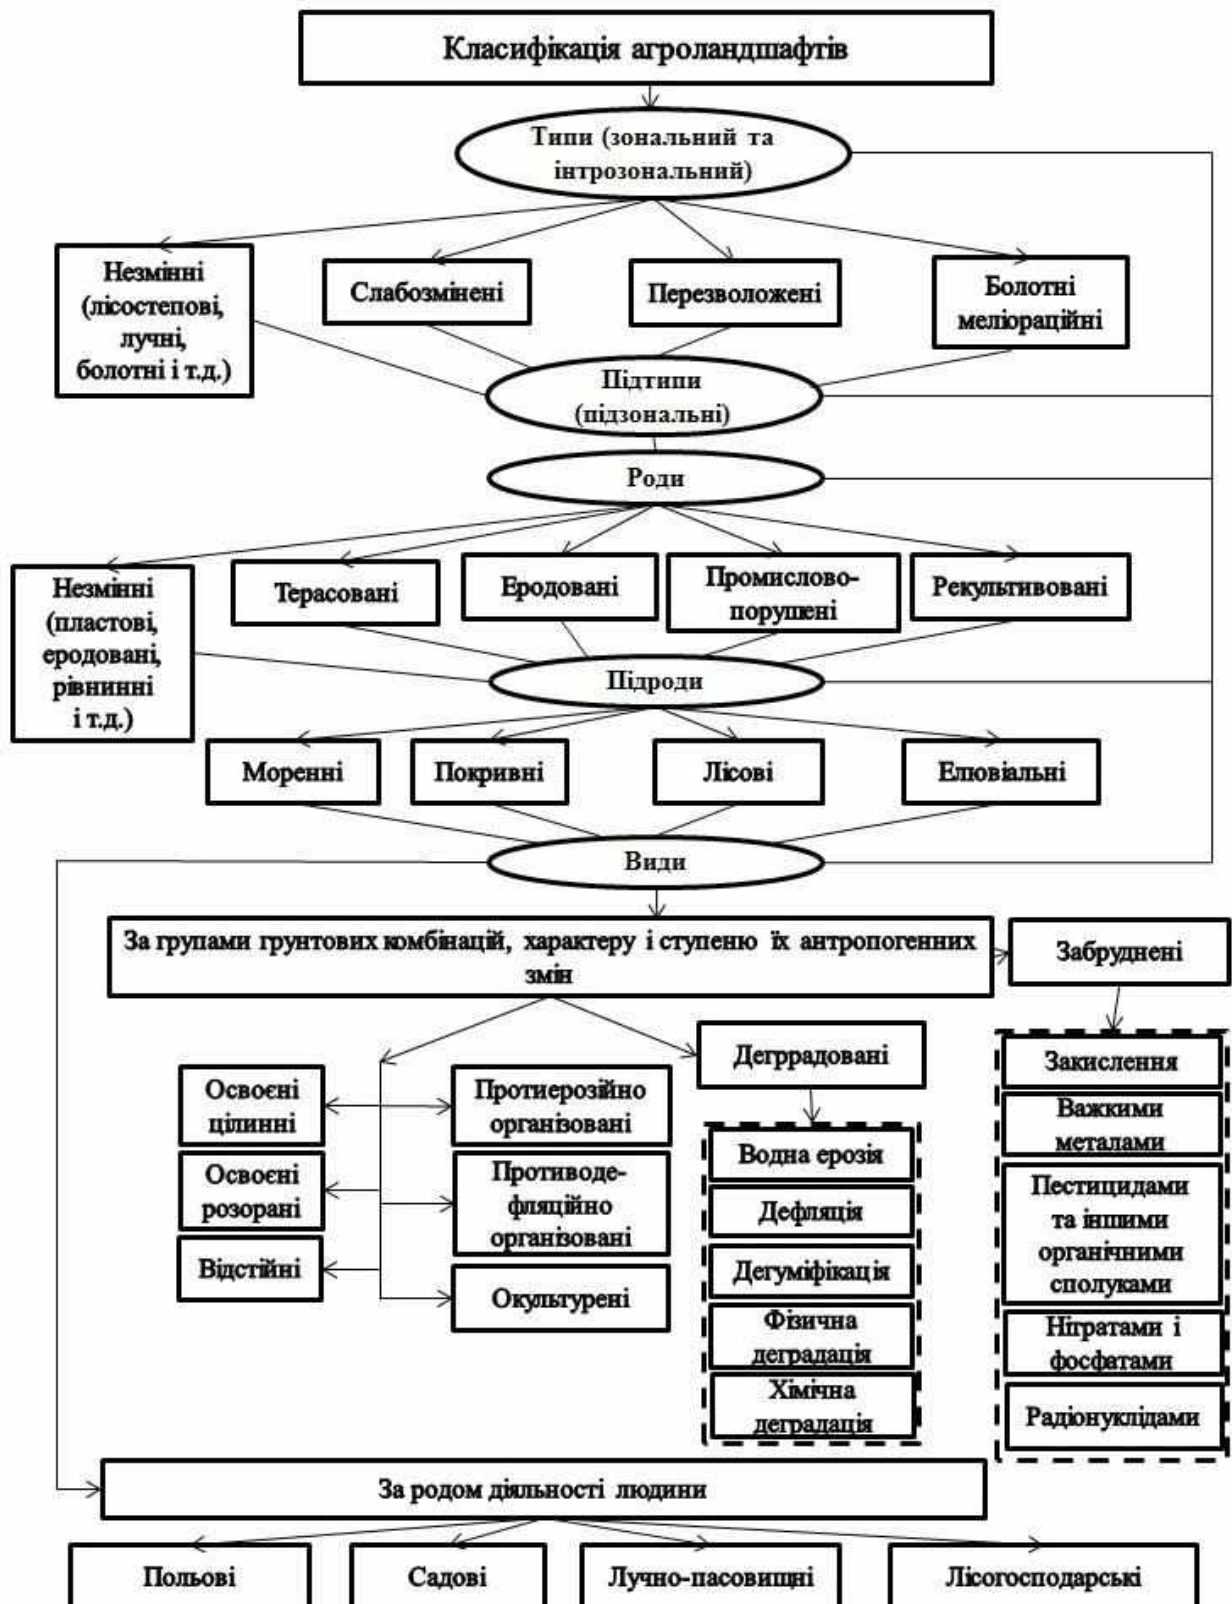 Класифікація агроландшафтів
Типи (зональний та
інтрозональний)
Незмінні
(лісостепові,
лучні,
болотні і т.д.)
Слабозмінені
Перезволожені
Болотні
меліораційні
Підтипи
(підзональні)
Роди
Незмінні
(пластові,
еродовані,
рівнинні
і т.д.)
Терасовані
Еродовані
Промислово-
порушені
Рекультивовані
Підроди
Моренні
Покривні
Лісові
Елювіальні
Види
За групами грунтових комбінацій, характеру і ступеню їх антропогенних
змін
Забруднені
Деррадовані
Освоєні
цілинні
Освоєні
розорані
Відстійні
Протиерозійно
організовані
Противоде-
фляційно
організовані
Окультурені
Водна ерозія
Дефляція
Дегуміфікація
Фізична
деградація
Хімічна
деградація
Закислення
Важкими
металами
Пестицидами
та іншими
органічними
сполуками
Нітратами і
фосфатами
Радіонуклідами
За родом діяльності людини
Польові
Садові
Лучно-пасовищні
Лісогосподарські